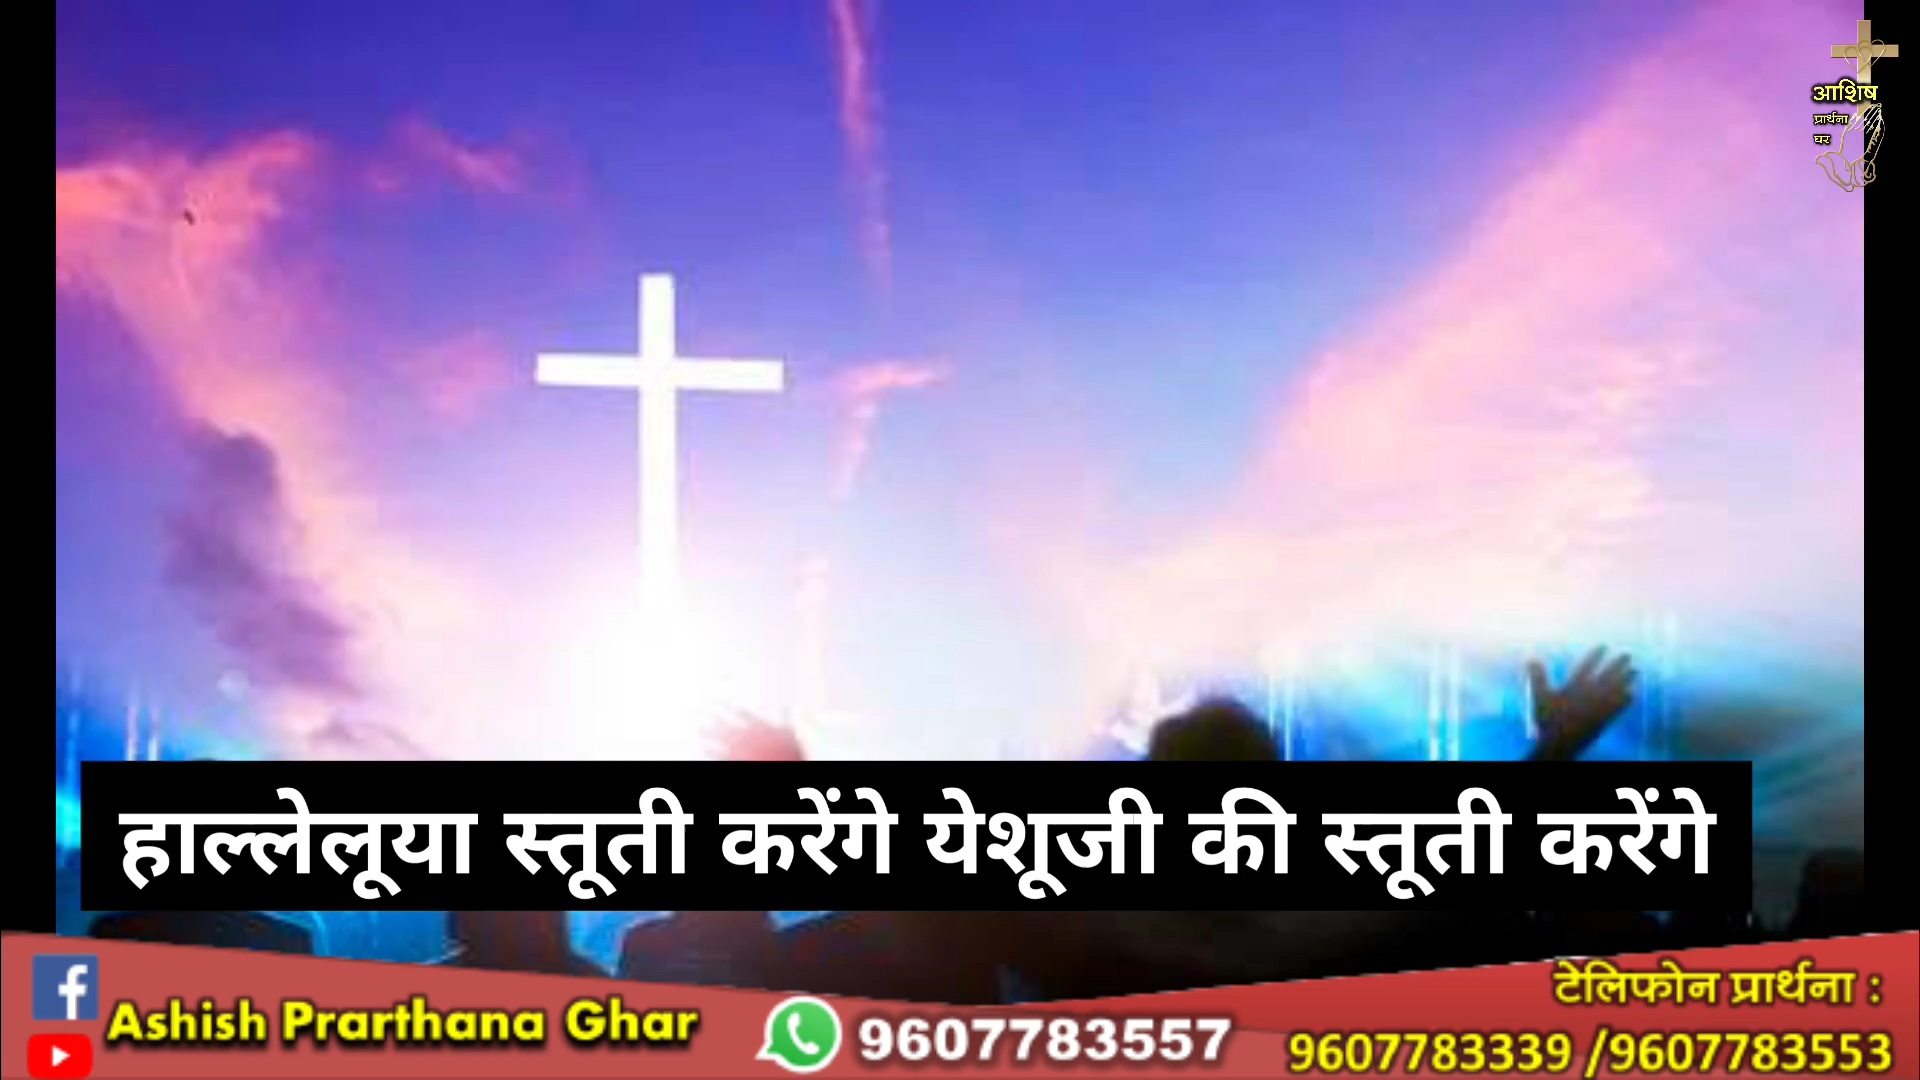 आशिष
प्रार्थना
घर
हाल्लेलूया स्तूती करेंगे येशूजी की स्तूती करेंगे
Ashish Prarthana Ghar
9607783557
टेलिफोन प्रार्थना :
9607783339 /9607783553